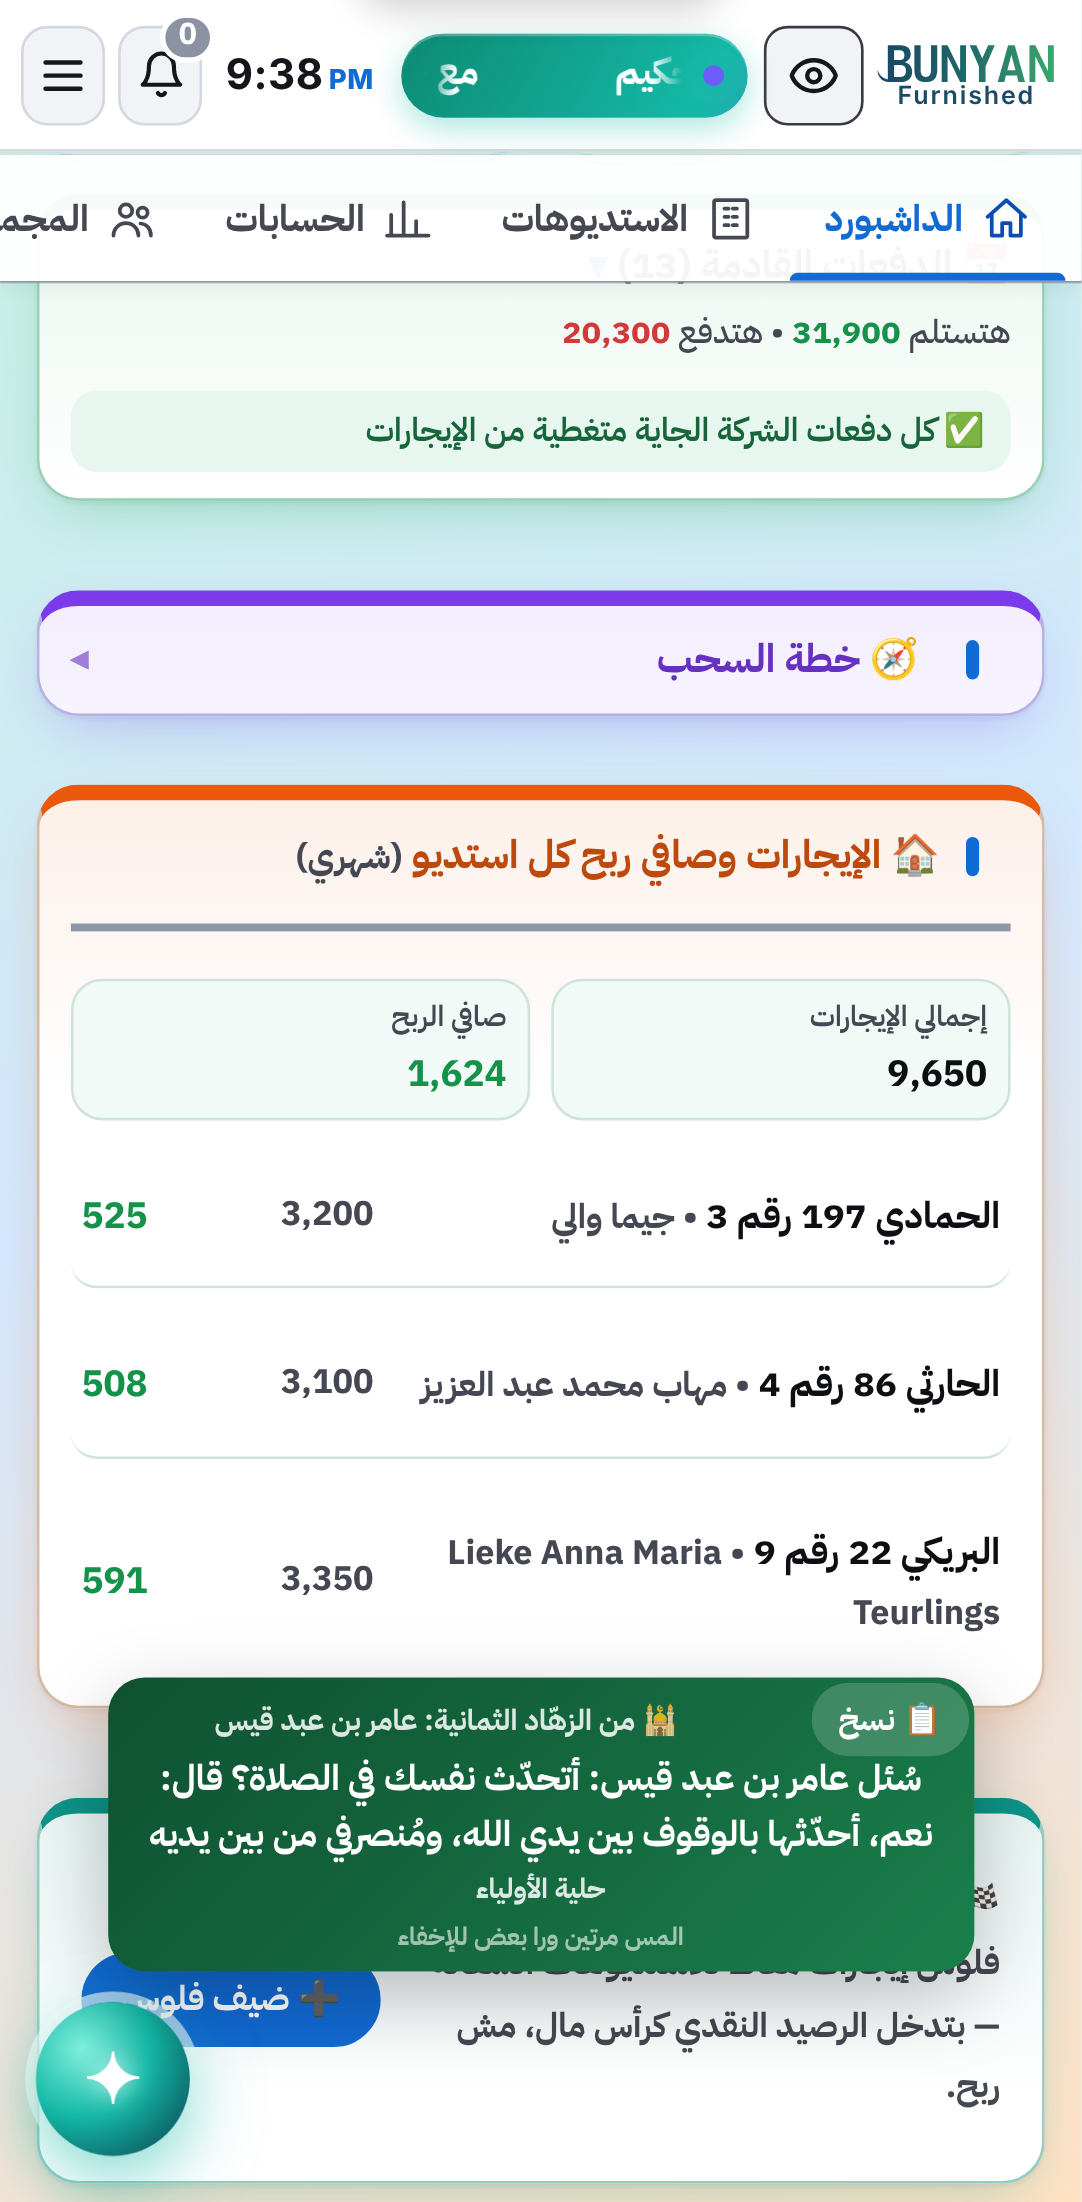 BUNYAN
Furnished
مع
9:38 PM
0
الداشبورد
الاستديوهات
الحسابات
الدفعات القادمة (13) ▼
هتستلم 31,900 • هتدفع 20,300
✅ كل دفعات الشركة الجاية متغطية من الإيجارات
🧭 خطة السحب
🏠 الإيجارات وصافي ربح كل استديو (شهري)
إجمالي الإيجارات
9,650
صافي الربح
1,624
الحمادي 197 رقم 3 • جيما والي 3,200 525
الحارثي 86 رقم 4 • مهاب محمد عبد العزيز 3,100 508
البريكي 22 رقم 9 • Lieke Anna Maria
Teurlings 3,350 591
📋 نسخ
🕌 من الزهّاد الثمانية: عامر بن عبد قيس
سُئل عامر بن عبد قيس: أتحدّث نفسك في الصلاة؟ قال:
نعم، أحدّثها بالوقوف بين يدي الله، ومُنصرفي من بين يديه
حلية الأولياء
المس مرتين ورا بعض للإخفاء
➕ ضيف فلوس
— بتدخل الرصيد النقدي كرأس مال، مش
ربح.